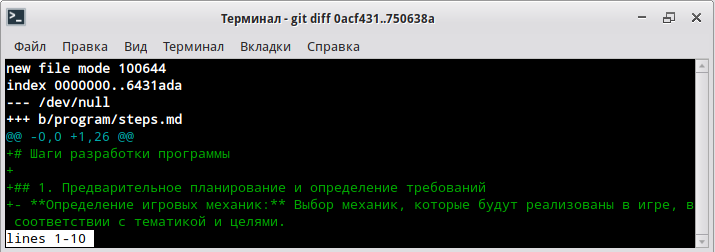 Терминал - git diff 0acf431..750638a
Файл Правка Вид Терминал Вкладки Справка
new file mode 100644
index 0000000..6431ada
--- /dev/null
+++ b/program/steps.md
@@ -0,0 +1,26 @@
+# Шаги разработки программы
+
+## 1. Предварительное планирование и определение требований
+- **Определение игровых механик:** Выбор механик, которые будут реализованы в игре, в
соответствии с тематикой и целями.
lines 1-10